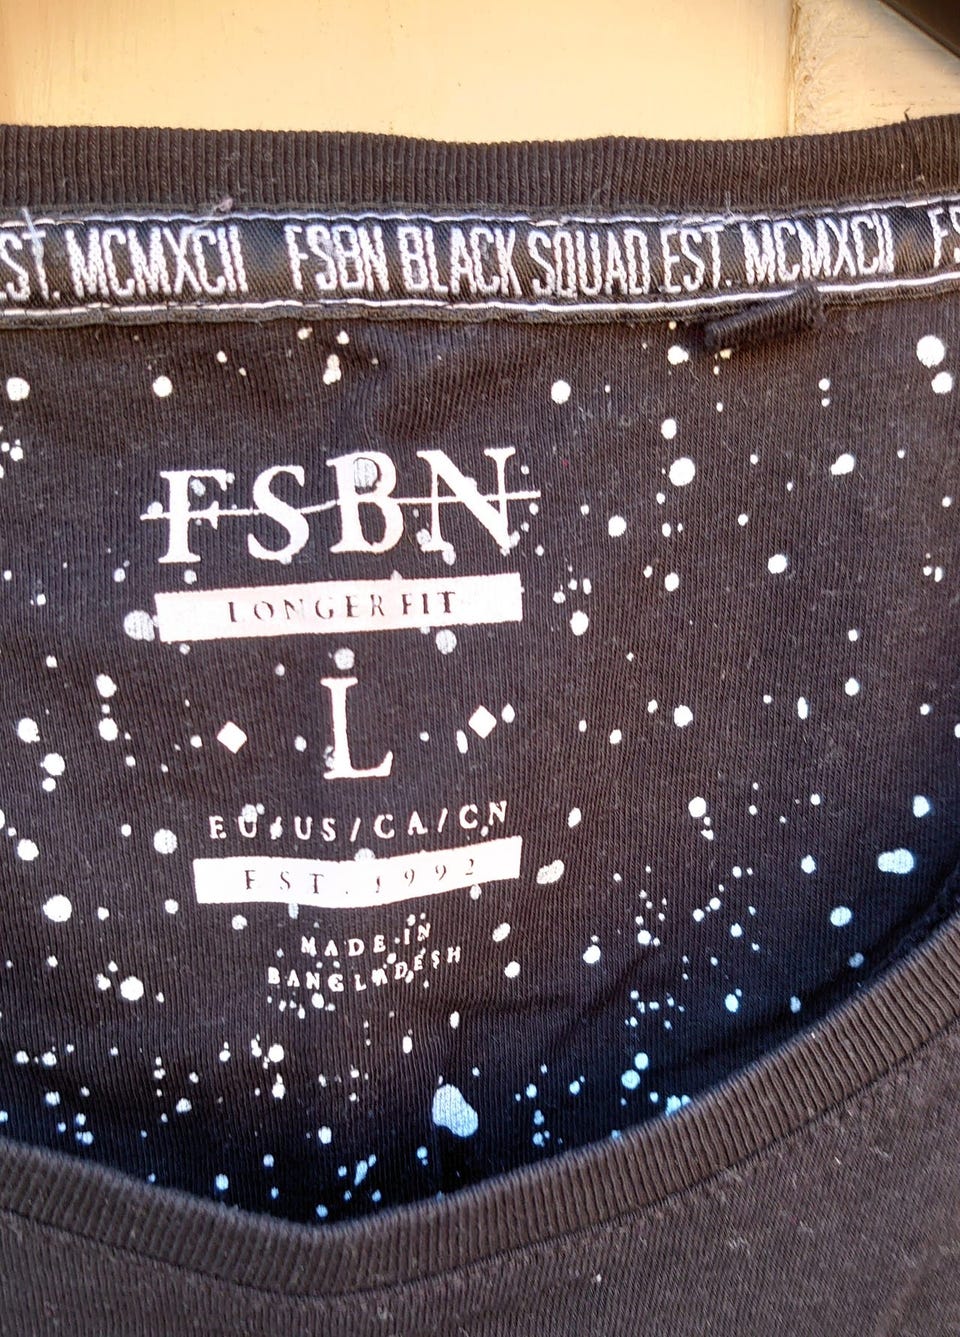 EST. MCMXCII FSBN BLACK SQUAD EST. MCMXCII FS
FSBN
LONGER FIT
L
EU/US/CA/CN
EST. 1992
MADE IN
BANGLADESH